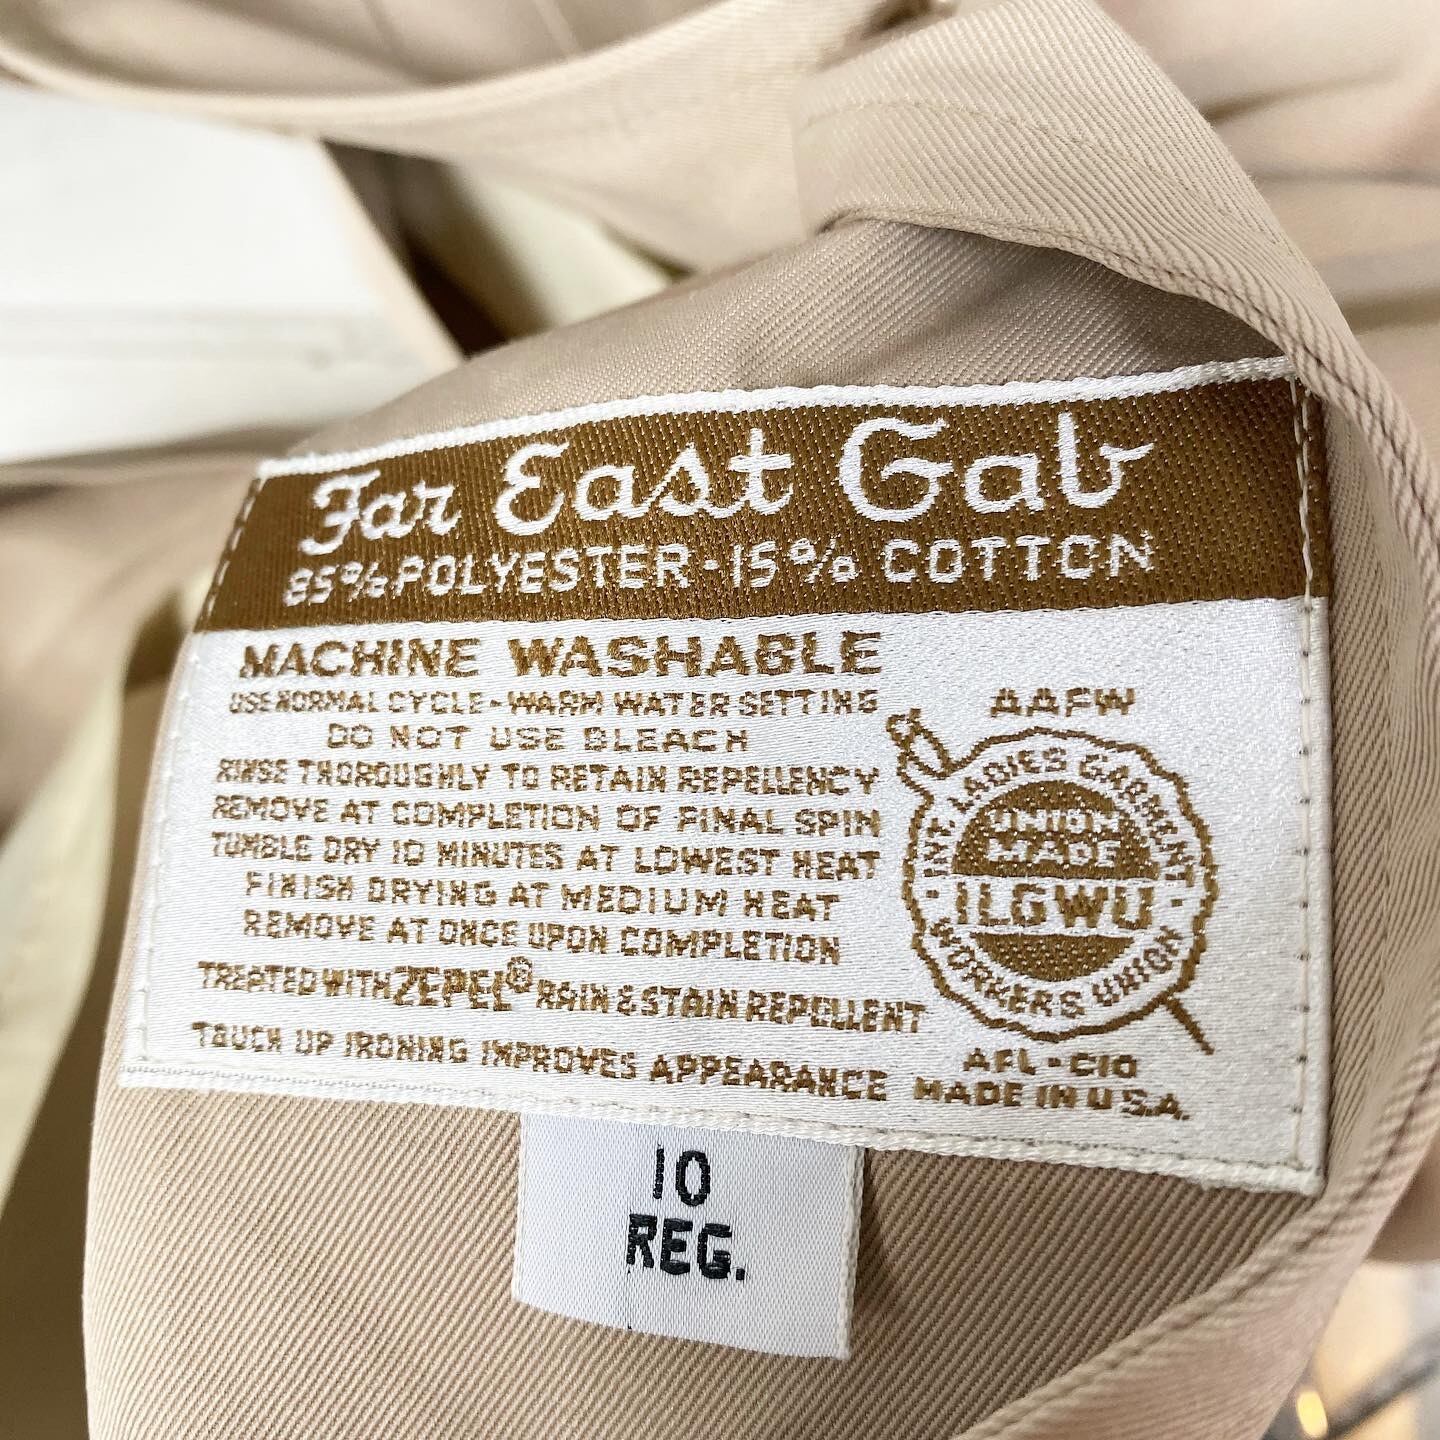 Far East Gab
85% POLYESTER - 15% COTTON
MACHINE WASHABLE
USE NORMAL CYCLE - WARM WATER SETTING
DO NOT USE BLEACH
RINSE THOROUGHLY TO RETAIN REPELLENCY
REMOVE AT COMPLETION OF FINAL SPIN
TUMBLE DRY 10 MINUTES AT LOWEST HEAT
FINISH DRYING AT MEDIUM HEAT
REMOVE AT ONCE UPON COMPLETION
TREATED WITH ZEPEL® RAIN & STAIN REPELLENT
TOUCH UP IRONING IMPROVES APPEARANCE
AAFW
· INT. LADIES GARMENT ·
UNION
MADE
ILGWU
WORKERS UNION
AFL - CIO
MADE IN U.S.A.
10
REG.